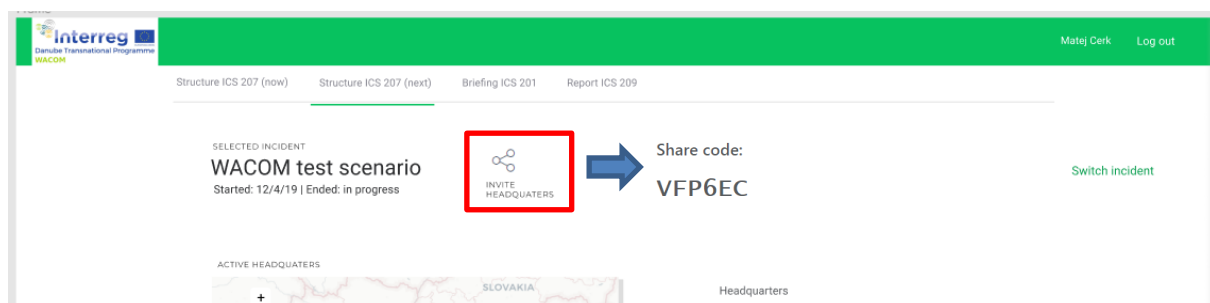 Interreg
Danube Transnational Programme
WACOM
Matej Cerk
Log out
Structure ICS 207 (now)
Structure ICS 207 (next)
Briefing ICS 201
Report ICS 209
SELECTED INCIDENT
WACOM test scenario
Started: 12/4/19 | Ended: in progress
INVITE
HEADQUATERS
Share code:
VFP6EC
Switch incident
ACTIVE HEADQUATERS
+
SLOVAKIA
Headquarters